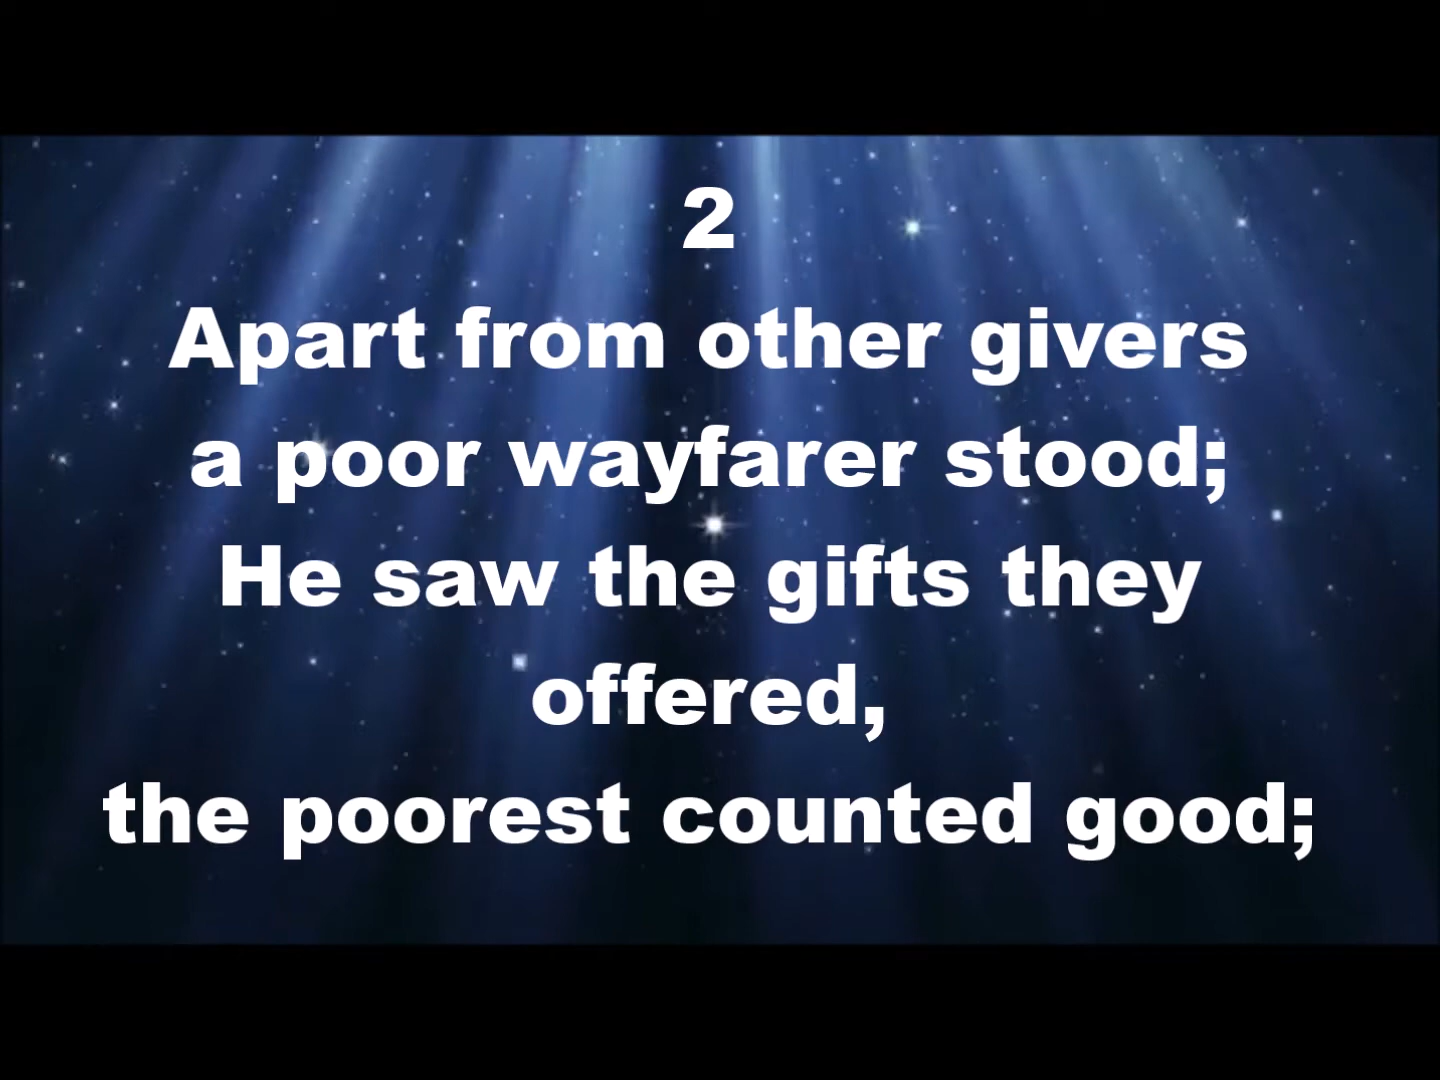 2
Apart from other givers
a poor wayfarer stood;
He saw the gifts they
offered,
the poorest counted good;